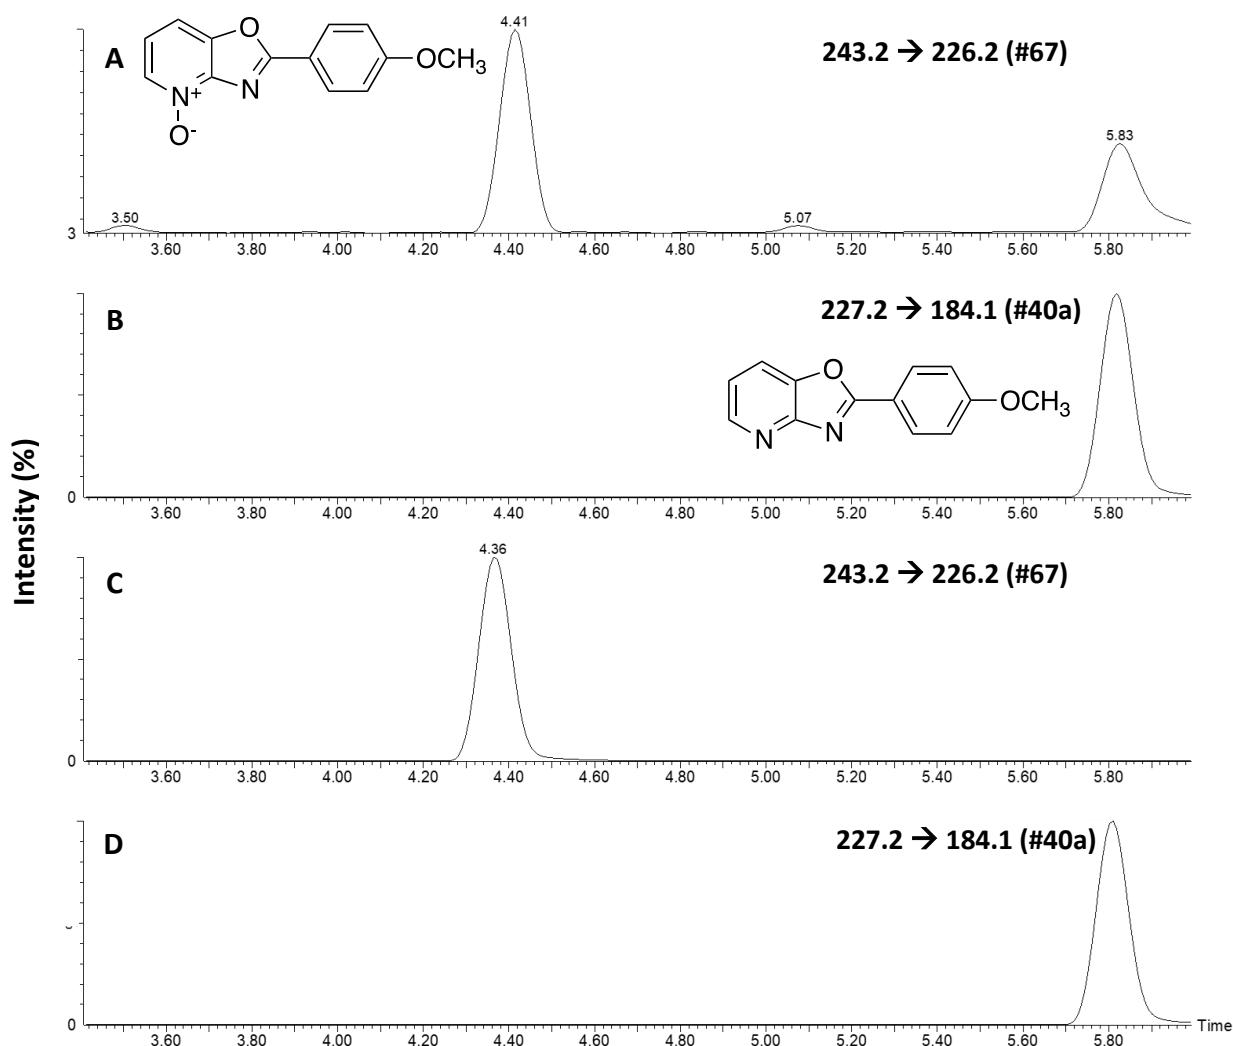 A
O
N
N+
O-
OCH3
4.41
243.2 → 226.2 (#67)
5.83
3.50
5.07
3
3.60 3.80 4.00 4.20 4.40 4.60 4.80 5.00 5.20 5.40 5.60 5.80
B
227.2 → 184.1 (#40a)
O
OCH3
N
N
0
3.60 3.80 4.00 4.20 4.40 4.60 4.80 5.00 5.20 5.40 5.60 5.80
Intensity (%)
4.36
C
243.2 → 226.2 (#67)
0
3.60 3.80 4.00 4.20 4.40 4.60 4.80 5.00 5.20 5.40 5.60 5.80
D
227.2 → 184.1 (#40a)
0
Time
3.60 3.80 4.00 4.20 4.40 4.60 4.80 5.00 5.20 5.40 5.60 5.80